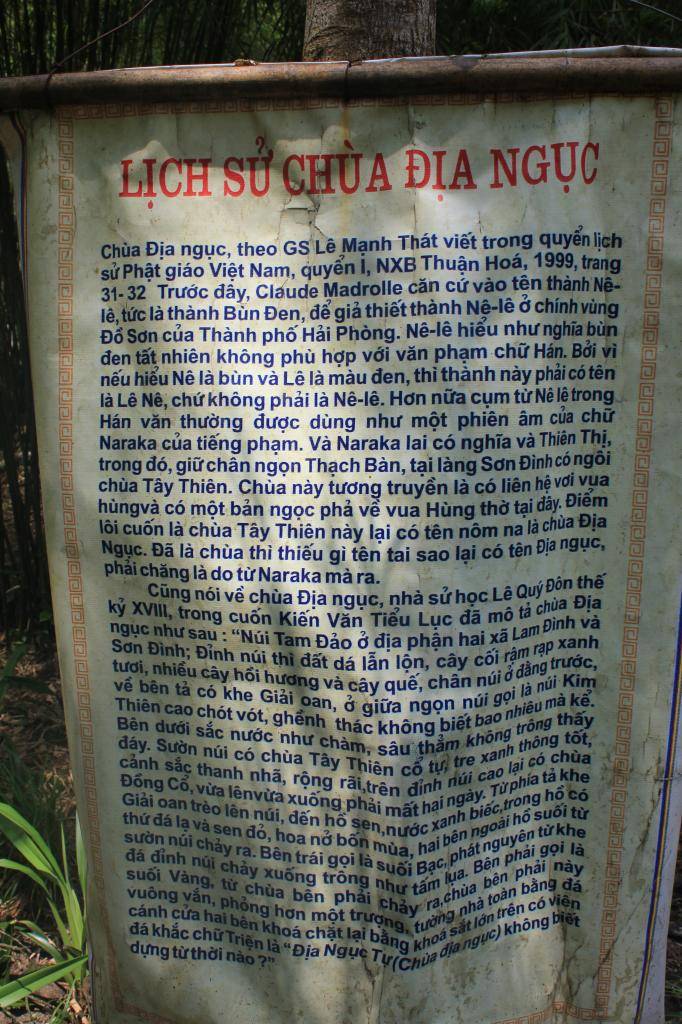 LỊCH SỬ CHÙA ĐỊA NGỤC
Chùa Địa ngục, theo GS Lê Mạnh Thát viết trong quyển lịch
sử Phật giáo Việt Nam, quyển I, NXB Thuận Hoá, 1999, trang
31- 32 Trước đây, Claude Madrolle căn cứ vào tên thành Nê-
lê, tức là thành Bùn Đen, để giả thiết thành Nê-lê ở chính vùng
Đồ Sơn của Thành phố Hải Phòng. Nê-lê hiểu như nghĩa bùn
đen tất nhiên không phù hợp với văn phạm chữ Hán. Bởi vì
nếu hiểu Nê là bùn và Lê là màu đen, thì thành này phải có tên
là Lê Nê, chứ không phải là Nê-lê. Hơn nữa cụm từ Nê lê trong
Hán văn thường được dùng như một phiên âm của chữ
Naraka của tiếng phạm. Và Naraka lai có nghĩa và Thiên Thị,
trong đó, giữ chân ngọn Thạch Bàn, tại làng Sơn Đình có ngôi
chùa Tây Thiên. Chùa này tương truyền là có liên hệ với vua
hùngvà có một bản ngọc phả về vua Hùng thờ tại đây. Điểm
lôi cuốn là chùa Tây Thiên này lại có tên nôm na là chùa Địa
Ngục. Đã là chùa thì thiếu gì tên tai sao lại có tên Địa ngục,
phải chăng là do từ Naraka mà ra.
Cũng nói về chùa Địa ngục, nhà sử học Lê Quý Đôn thế
kỷ XVIII, trong cuốn Kiến Văn Tiểu Lục đã mô tả chùa Địa
ngục như sau : “Núi Tam Đảo ở địa phận hai xã Lam Đình và
Sơn Đình; Đỉnh núi thì đất đá lẫn lộn, cây cối rậm rạp xanh
tươi, nhiều cây hồi hương và cây quế, chân núi ở đằng trước,
về bên tả có khe Giải oan, ở giữa ngọn núi gọi là núi Kim
Thiên cao chót vót, ghềnh thác không biết bao nhiêu mà kể.
Bên dưới sắc nước như chàm, sâu thẳm không trông thấy
đáy. Sườn núi có chùa Tây Thiên cổ tự, tre xanh thông tốt,
cảnh sắc thanh nhã, rộng rãi,trên đỉnh núi cao lại có chùa
Đồng Cổ, vừa lênvừa xuống phải mất hai ngày. Từ phía tả khe
Giải oan trèo lên núi, đến hồ sen,nước xanh biếc,trong hồ có
thứ đá lạ và sen đỏ, hoa nở bốn mùa, hai bên ngoài hồ suối từ
sườn núi chảy ra. Bên trái gọi là suối Bạc, phát nguyên từ khe
đá đỉnh núi chảy xuống trông như tấm lụa. Bên phải gọi là
suối Vàng, từ chùa bên phải chảy ra,chùa bên phải này
vuông vắn, phỏng hơn một trượng, tường nhà toàn bằng đá
cánh cửa hai bên khoá chặt lại bằng khoá sắt lớn trên có viện
đá khắc chữ Triện là “Địa Ngục Tự (Chùa địa ngục) không biết
dựng từ thời nào ?”